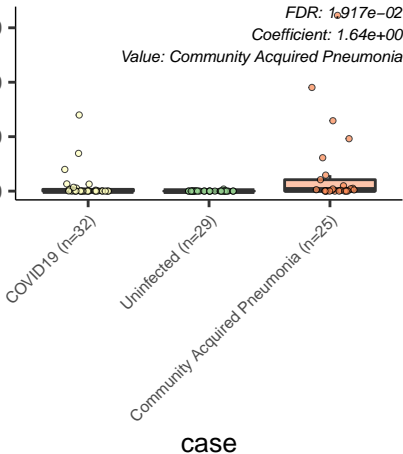 FDR: 1.917e−02
Coefficient: 1.64e+00
Value: Community Acquired Pneumonia
COVID19 (n=32)
Uninfected (n=29)
Community Acquired Pneumonia (n=25)
case